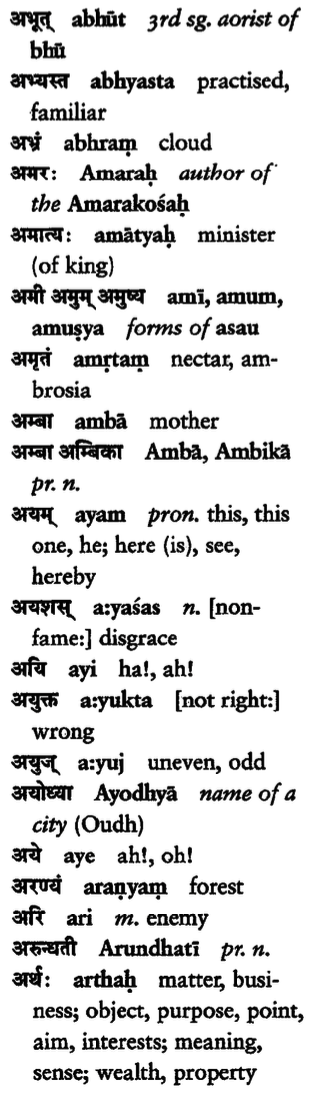 अभूत् abhūt 3rd sg. aorist of
bhū
अभ्यस्त abhyasta practised,
familiar
अभ्रं abhraṃ cloud
अमरः Amaraḥ author of
the Amarakośaḥ
अमात्यः amātyaḥ minister
(of king)
अमी अमुम् अमुष्य amī, amum,
amuṣya forms of asau
अमृतं amṛtaṃ nectar, am-
brosia
अम्बा ambā mother
अम्बा अम्बिका Ambā, Ambikā
pr. n.
अयम् ayam pron. this, this
one, he; here (is), see,
hereby
अयशस् a:yaśas n. [non-
fame:] disgrace
अयि ayi ha!, ah!
अयुक्त a:yukta [not right:]
wrong
अयुज् a:yuj uneven, odd
अयोध्या Ayodhyā name of a
city (Oudh)
अये aye ah!, oh!
अरण्यं araṇyaṃ forest
अरि ari m. enemy
अरुन्धती Arundhatī pr. n.
अर्थः arthaḥ matter, busi-
ness; object, purpose, point,
aim, interests; meaning,
sense; wealth, property